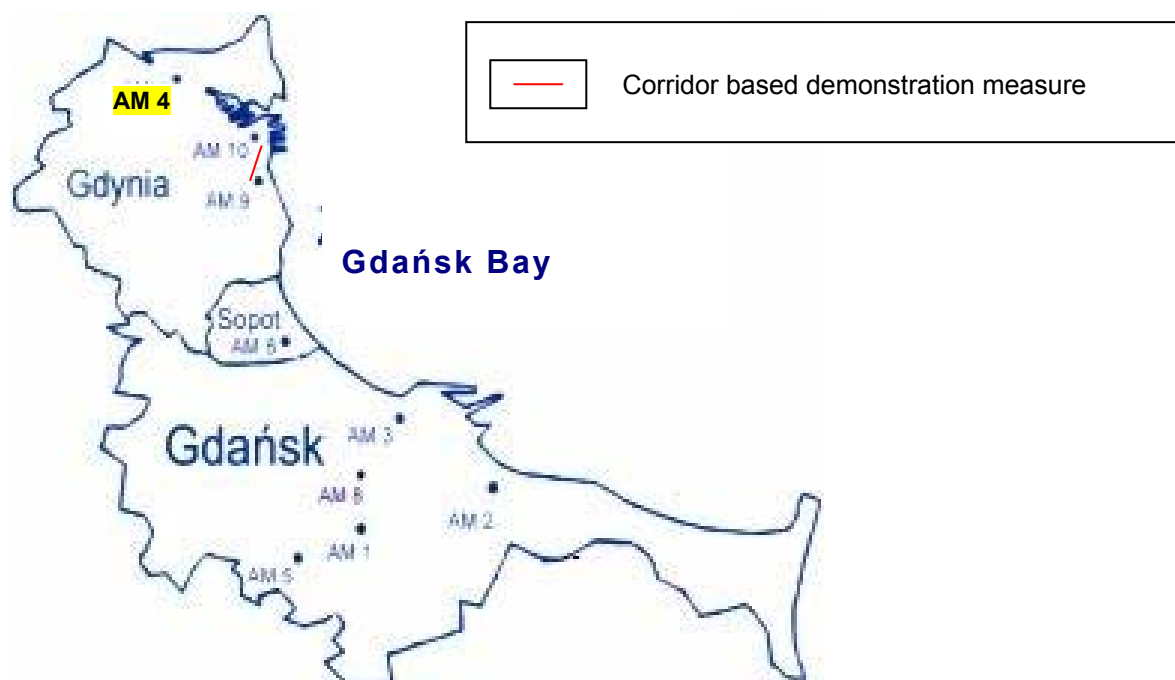 Corridor based demonstration measure
AM 4
AM 10
Gdynia
AM 9
Gdańsk Bay
Sopot
AM 6
Gdańsk
AM 3
AM 8
AM 2
AM 1
AM 5